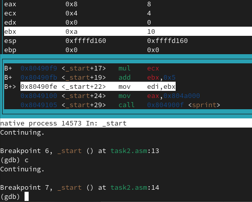 eax 0x8 8
ecx 0x4 4
edx 0x0 0
ebx 0xa 10
esp 0xffffd160 0xffffd160
ebp 0x0 0x0
B+ 0x80490fb <_start+17> mul ecx
B+ <_start+19> add ebx,0x5
B+> 0x80490fe <_start+22> mov edi,ebx
<_start+24> mov eax,
<_start+29> call <sprint>
native process 14573 In: _start
Continuing.
Breakpoint 6, _start () at task2.asm:13
(gdb) c
Continuing.
Breakpoint 7, _start () at task2.asm:14
(gdb)